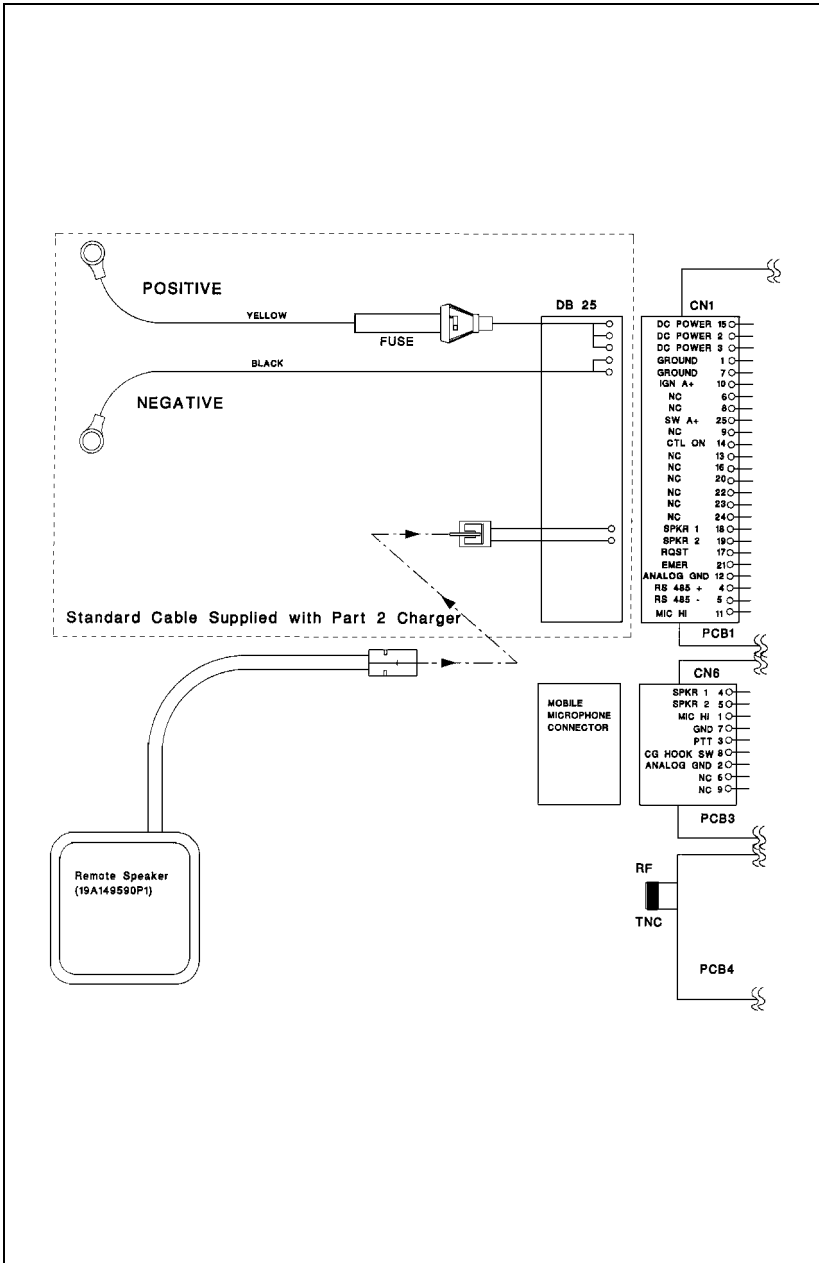 POSITIVE
YELLOW
FUSE
BLACK
NEGATIVE
DB 25
Standard Cable Supplied with Part 2 Charger
CN1
DC POWER 15
DC POWER 2
DC POWER 3
GROUND 1
GROUND 7
IGN A+ 10
NC 6
NC 8
SW A+ 25
NC 9
CTL ON 14
NC 13
NC 16
NC 20
NC 22
NC 23
NC 24
SPKR 1 18
SPKR 2 19
RQST 17
EMER 21
ANALOG GND 12
RS 485 + 4
RS 485 - 5
MIC HI 11
PCB1
CN6
MOBILE
MICROPHONE
CONNECTOR
SPKR 1 4
SPKR 2 5
MIC HI 1
GND 7
PTT 3
CG HOOK SW 8
ANALOG GND 2
NC 6
NC 9
PCB3
Remote Speaker
(19A149590P1)
RF
TNC
PCB4